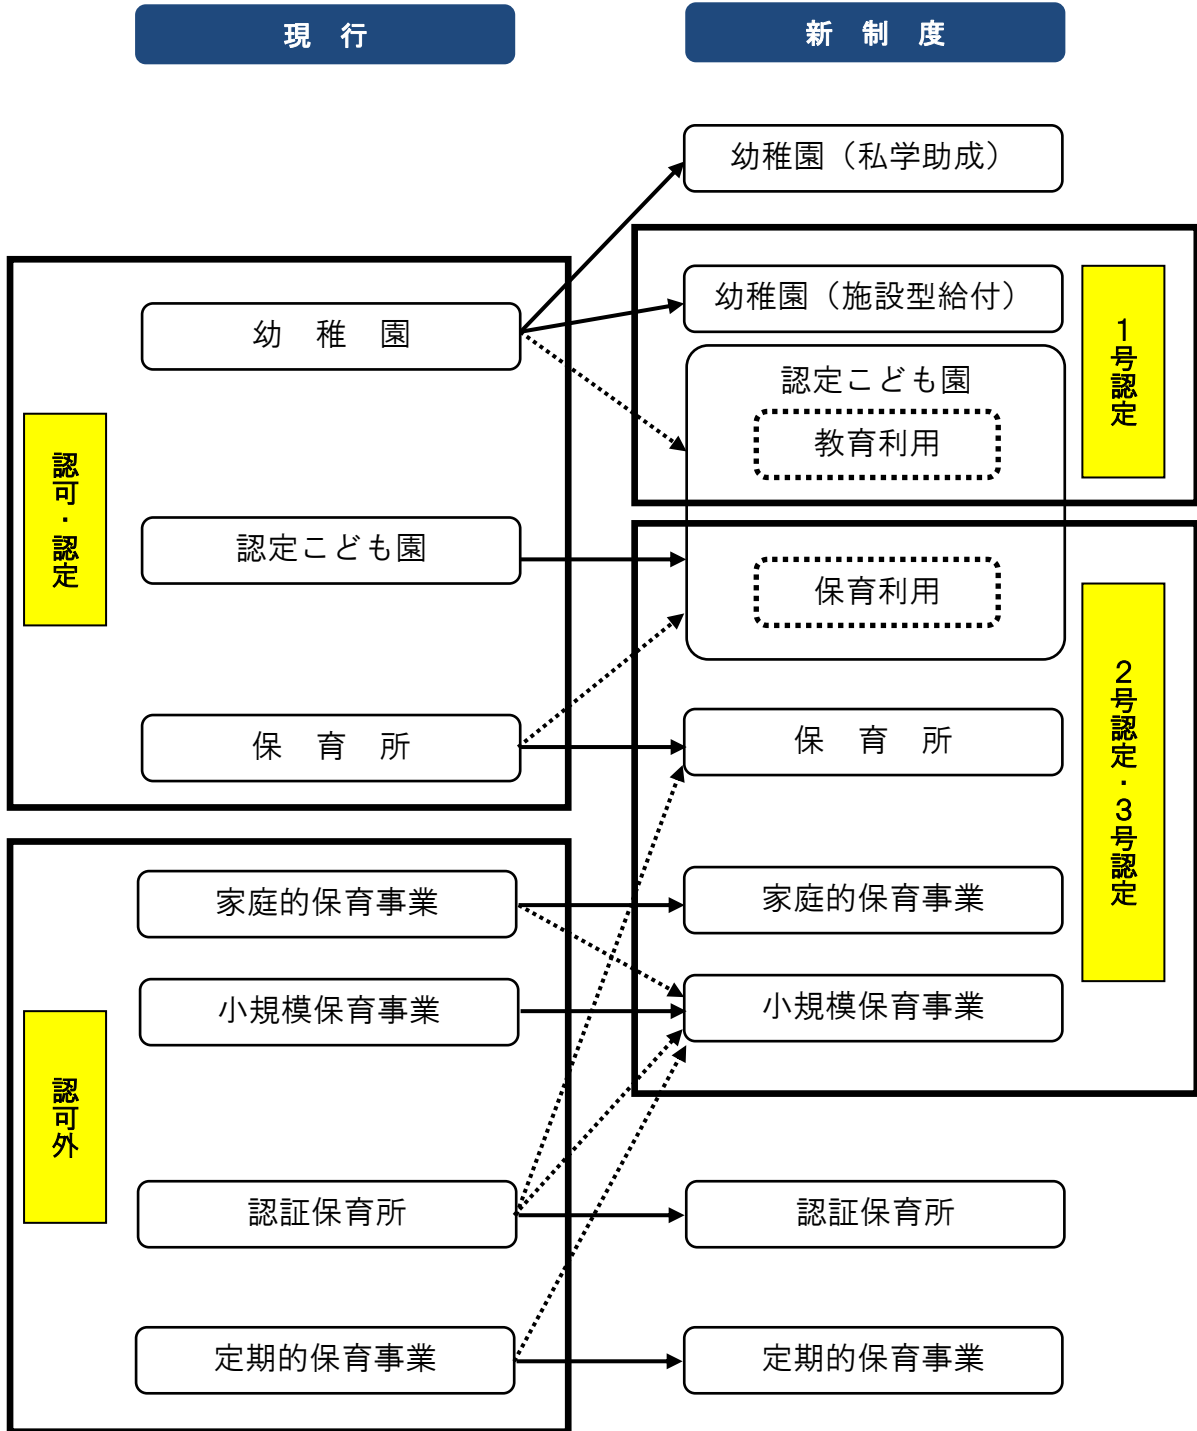 現　行
新　制　度
幼稚園（私学助成）
認可・認定
幼　稚　園
認定こども園
保　育　所
幼稚園（施設型給付）
認定こども園
教育利用
1号認定
保育利用
保　育　所
家庭的保育事業
小規模保育事業
2号認定・3号認定
認可外
家庭的保育事業
小規模保育事業
認証保育所
定期的保育事業
認証保育所
定期的保育事業